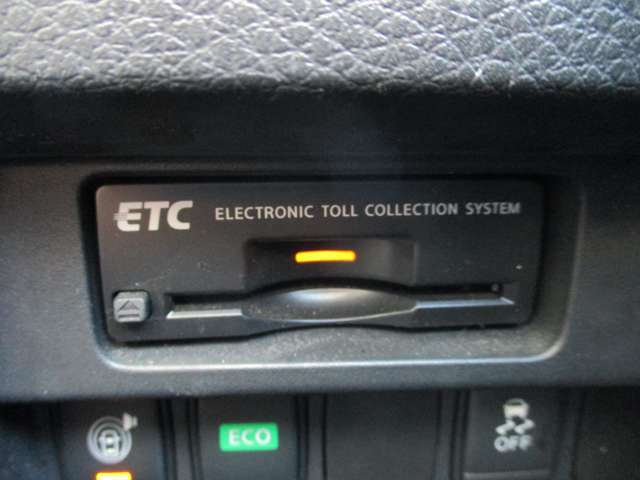 ETC ELECTRONIC TOLL COLLECTION SYSTEM
ECO
OFF